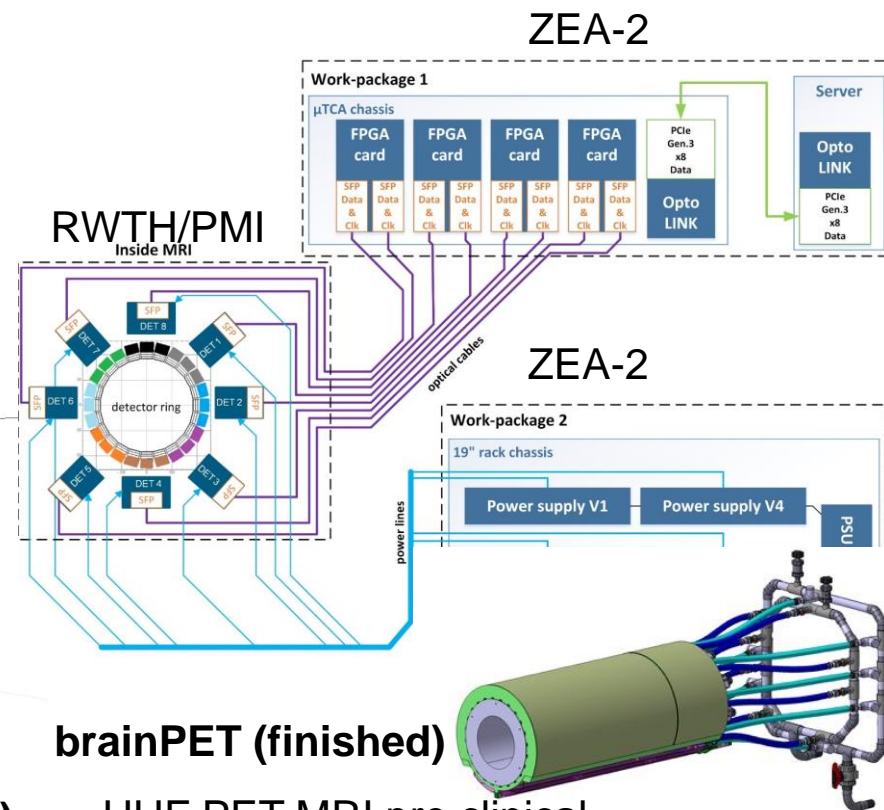 ZEA-2
Work-package 1
µTCA chassis
Server
FPGA card
FPGA card
FPGA card
FPGA card
PCIe Gen.3 x8 Data
Opto LINK
SFP Data & Clk
SFP Data & Clk
SFP Data & Clk
SFP Data & Clk
SFP Data & Clk
SFP Data & Clk
SFP Data & Clk
SFP Data & Clk
Opto LINK
PCIe Gen.3 x8 Data
RWTH/PMI
Inside MRI
SFP
DET 8
SFP
DET 7
SFP
DET 1
SFP
DET 6
detector ring
DET 2
SFP
DET 5
SFP
DET 4
SFP
DET 3
SFP
optical cables
ZEA-2
Work-package 2
19" rack chassis
Power supply V1
Power supply V4
PSU
power lines
brainPET (finished)